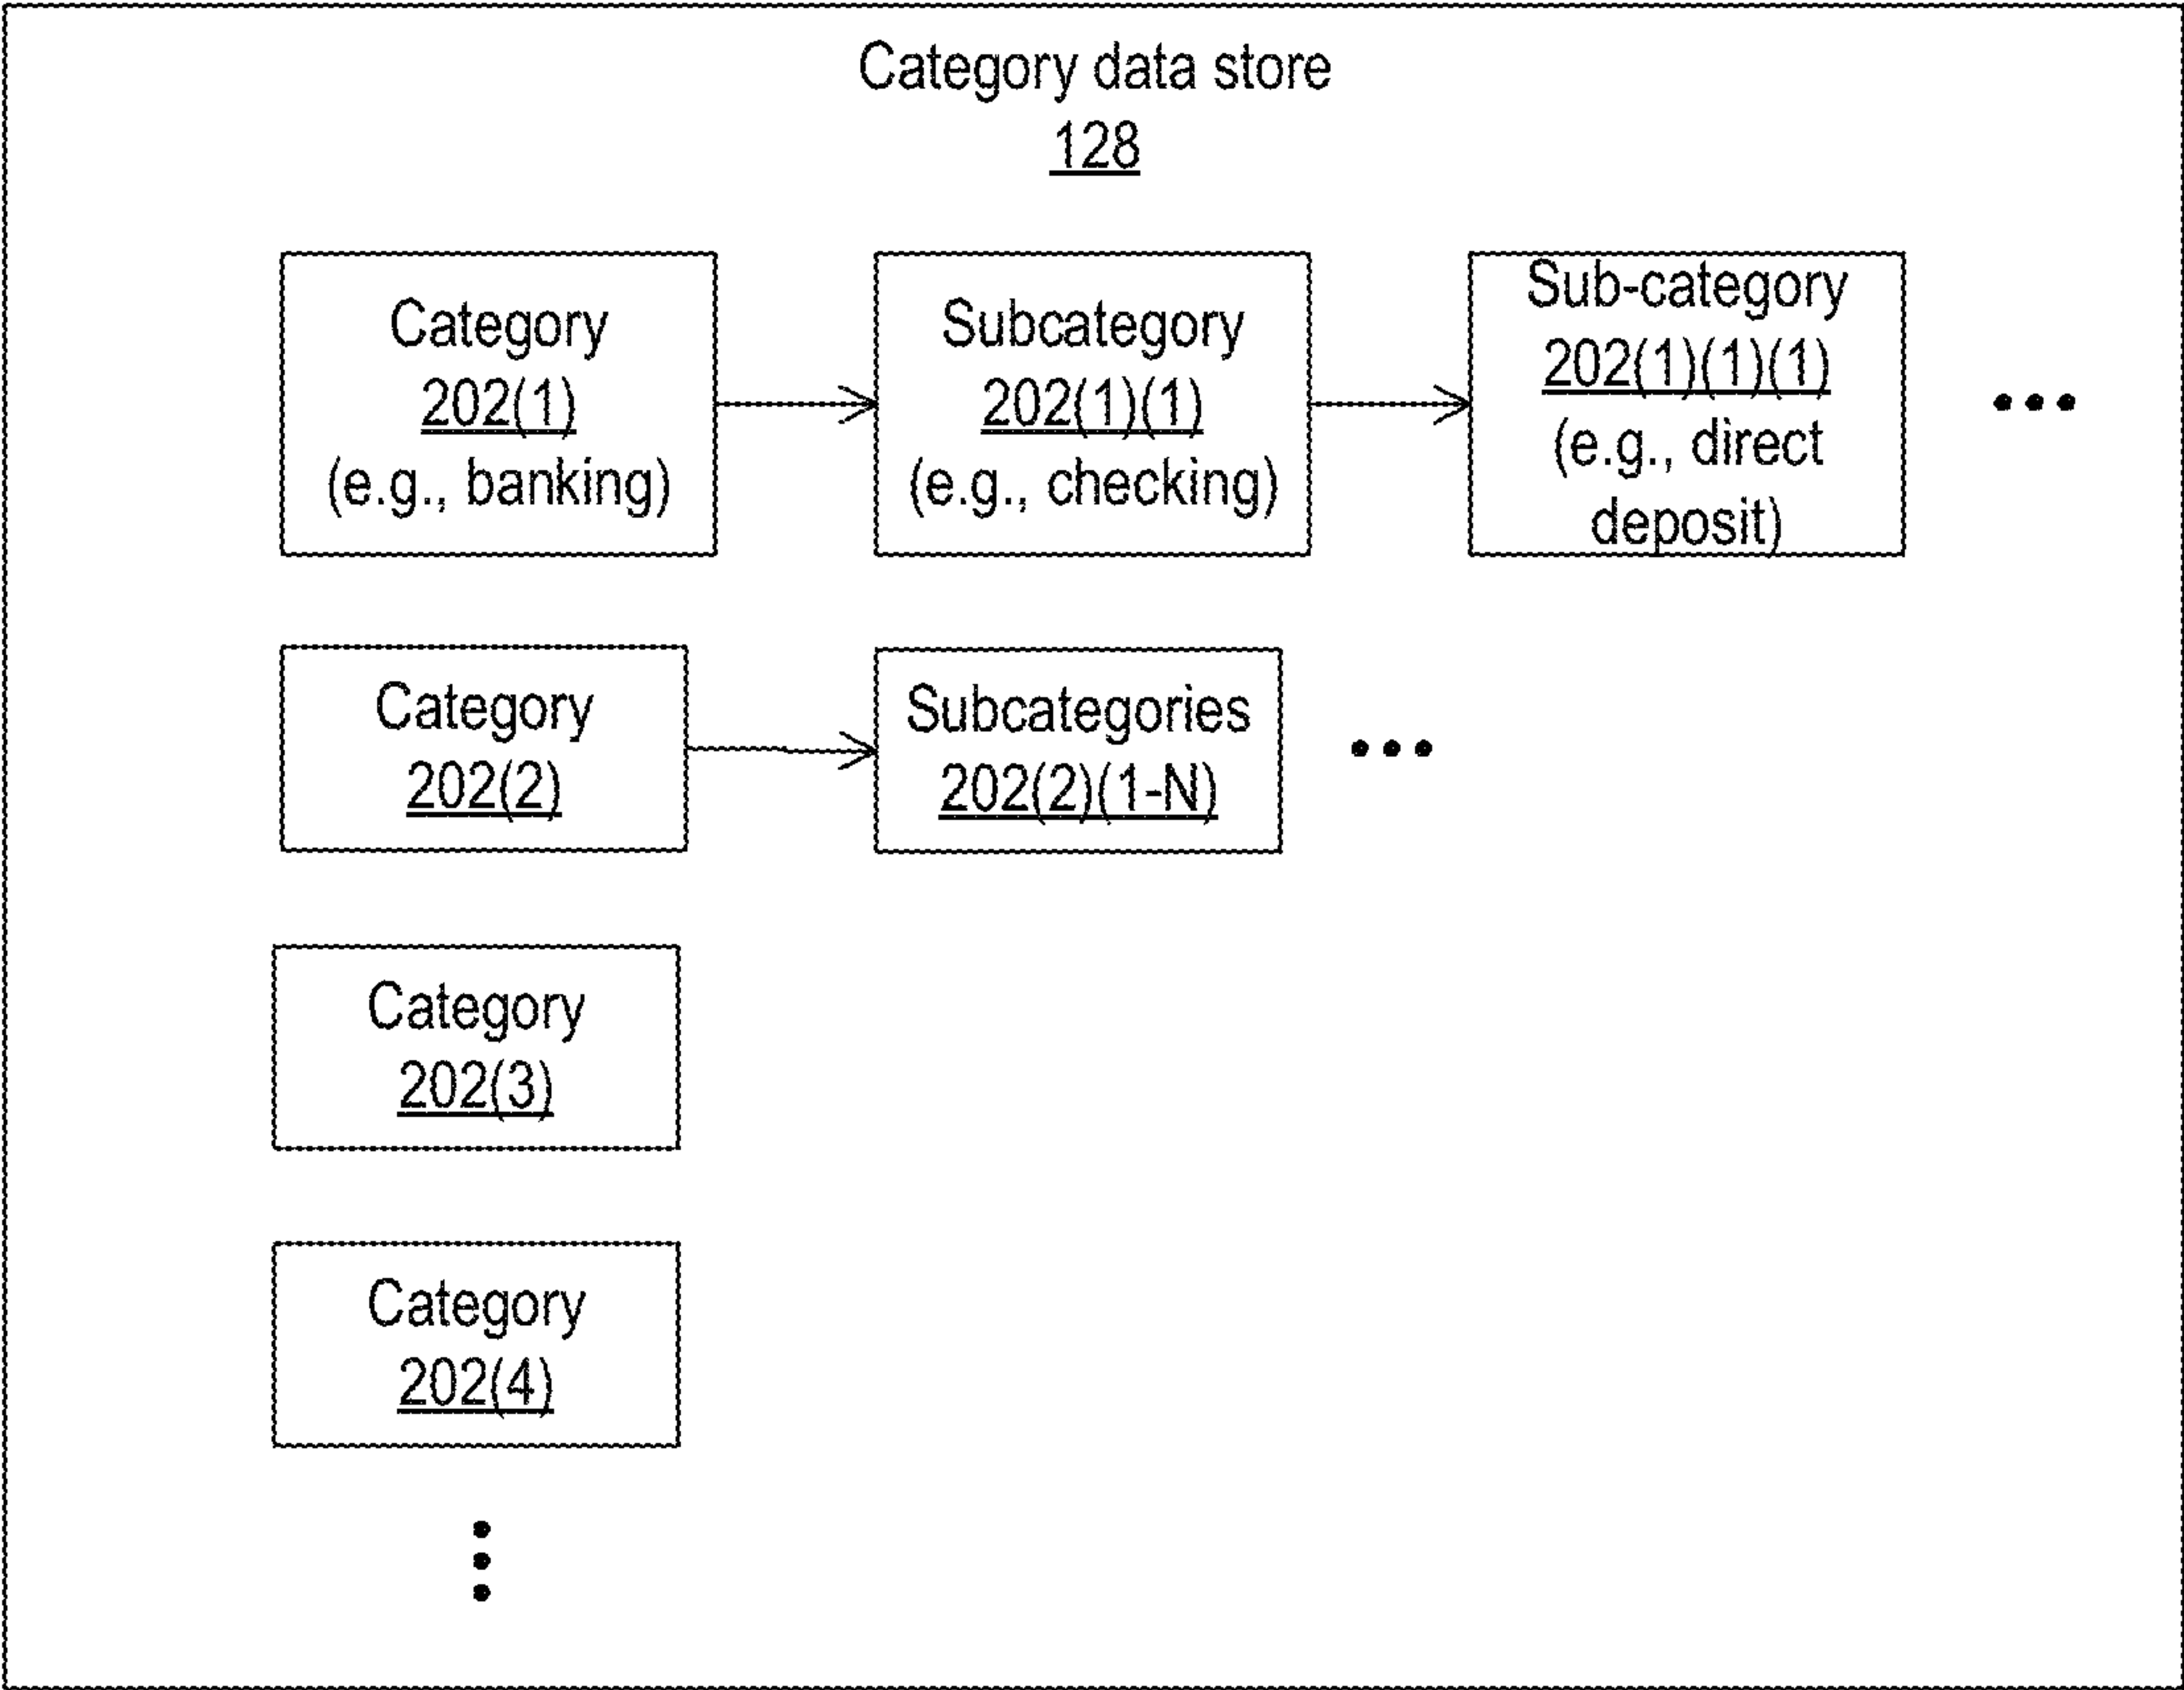 Category data store
128
Category
202(1)
(e.g., banking)
Subcategory
202(1)(1)
(e.g., checking)
Sub-category
202(1)(1)(1)
(e.g., direct
deposit)
Category
202(2)
Subcategories
202(2)(1-N)
Category
202(3)
Category
202(4)